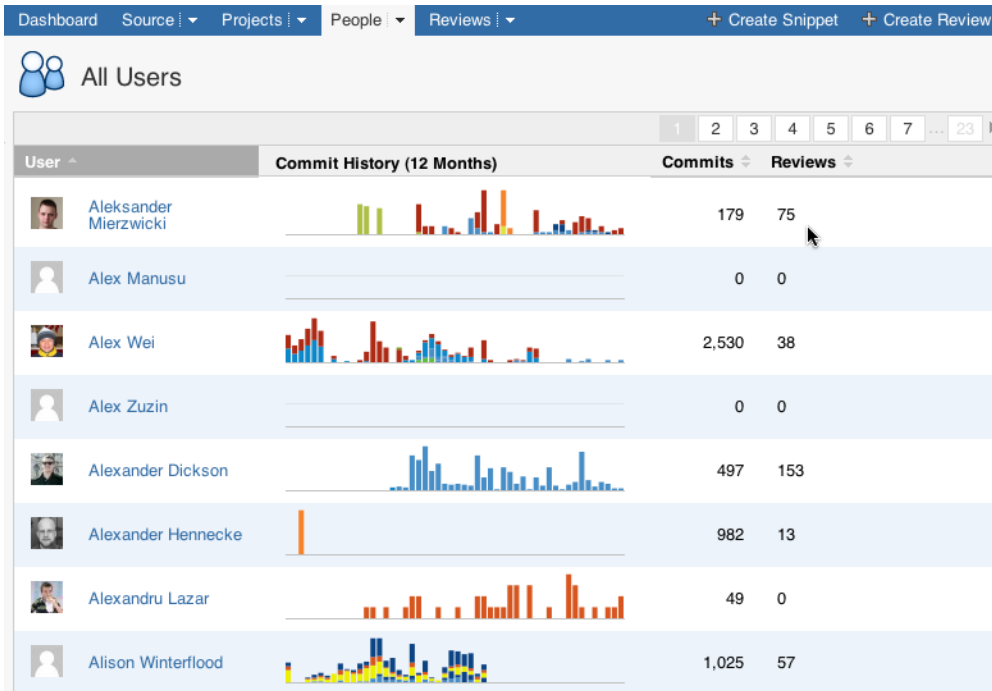 Dashboard Source Projects People Reviews + Create Snippet + Create Review
All Users
1 2 3 4 5 6 7 ... 23
User Commit History (12 Months) Commits Reviews
Aleksander
Mierzwicki
179 75
Alex Manusu 0 0
Alex Wei 2,530 38
Alex Zuzin 0 0
Alexander Dickson 497 153
Alexander Hennecke 982 13
Alexandru Lazar 49 0
Alison Winterflood 1,025 57